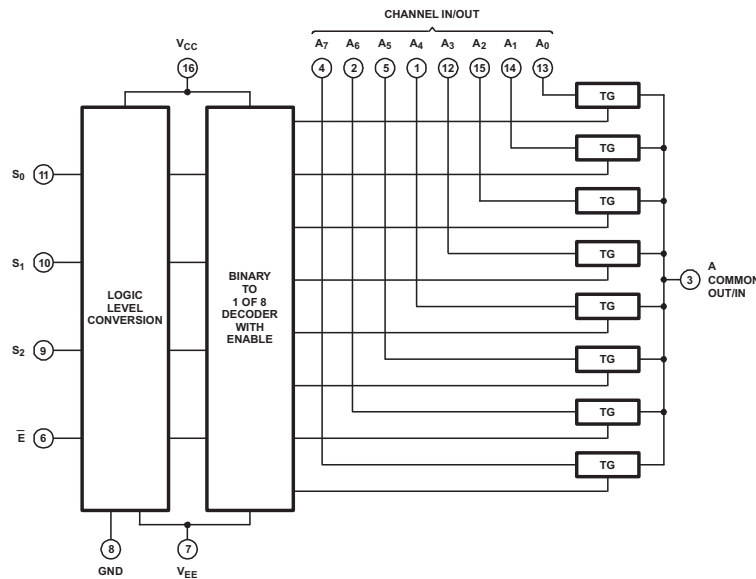 CHANNEL IN/OUT
V_CC A₇ A₆ A₅ A₄ A₃ A₂ A₁ A₀
16 4 2 5 1 12 15 14 13
TG
TG
S₀ 11
TG
TG
S₁ 10
LOGIC
LEVEL
CONVERSION
BINARY
TO
1 OF 8
DECODER
WITH
ENABLE
3
A
COMMON
OUT/IN
TG
S₂ 9
TG
TG
E̅ 6
TG
8 7
GND V_EE